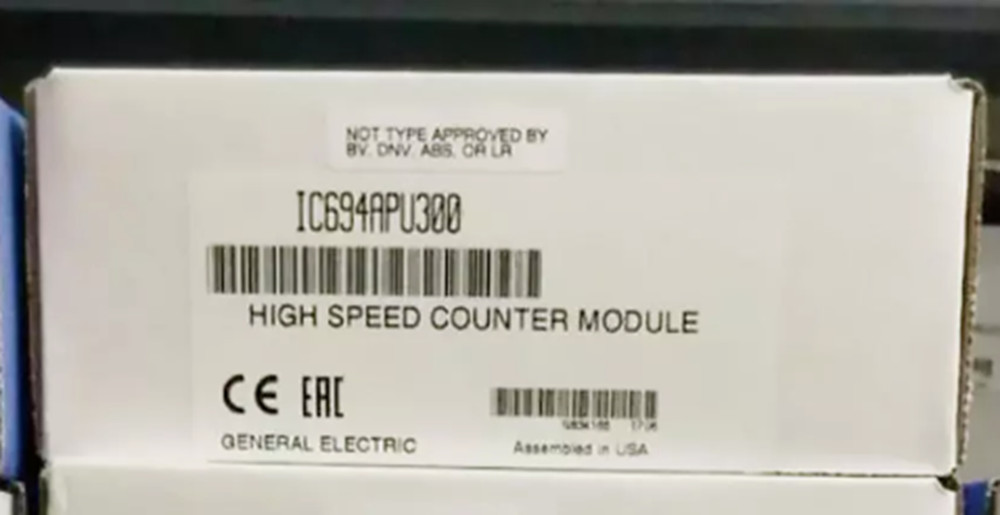 NOT TYPE APPROVED BY
BV, DNV, ABS, OR LR
IC694APU300
HIGH SPEED COUNTER MODULE
CE EAC
GENERAL ELECTRIC
Assembled in USA